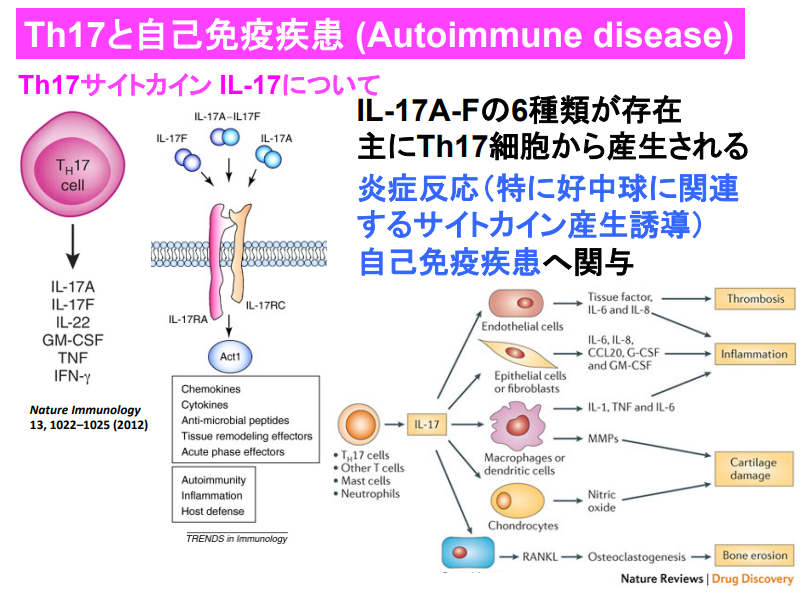 Th17と自己免疫疾患 (Autoimmune disease)
Th17サイトカイン IL-17について
IL-17A-Fの6種類が存在
主にTh17細胞から産生される
炎症反応（特に好中球に関連
するサイトカイン産生誘導）
自己免疫疾患へ関与
TH17
cell
IL-17A
IL-17F
IL-22
GM-CSF
TNF
IFN-γ
Nature Immunology
13, 1022–1025 (2012)
IL-17A–IL17F
IL-17F
IL-17A
IL-17RA
IL-17RC
Act1
Chemokines
Cytokines
Anti-microbial peptides
Tissue remodeling effectors
Acute phase effectors
Autoimmunity
Inflammation
Host defense
TRENDS in Immunology
• TH17 cells
• Other T cells
• Mast cells
• Neutrophils
IL-17
Endothelial cells
Tissue factor,
IL-6 and IL-8
Thrombosis
Epithelial cells
or fibroblasts
IL-6, IL-8,
CCL20, G-CSF
and GM-CSF
Inflammation
Macrophages or
dendritic cells
IL-1, TNF and IL-6
MMPs
Cartilage
damage
Chondrocytes
Nitric
oxide
RANKL
Osteoclastogenesis
Bone erosion
Nature Reviews | Drug Discovery